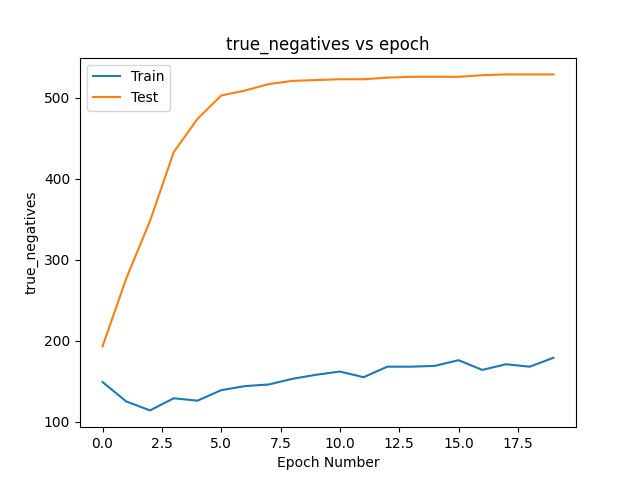 true_negatives vs epoch
Train
Test
true_negatives
500
400
300
200
100
0.0 2.5 5.0 7.5 10.0 12.5 15.0 17.5
Epoch Number